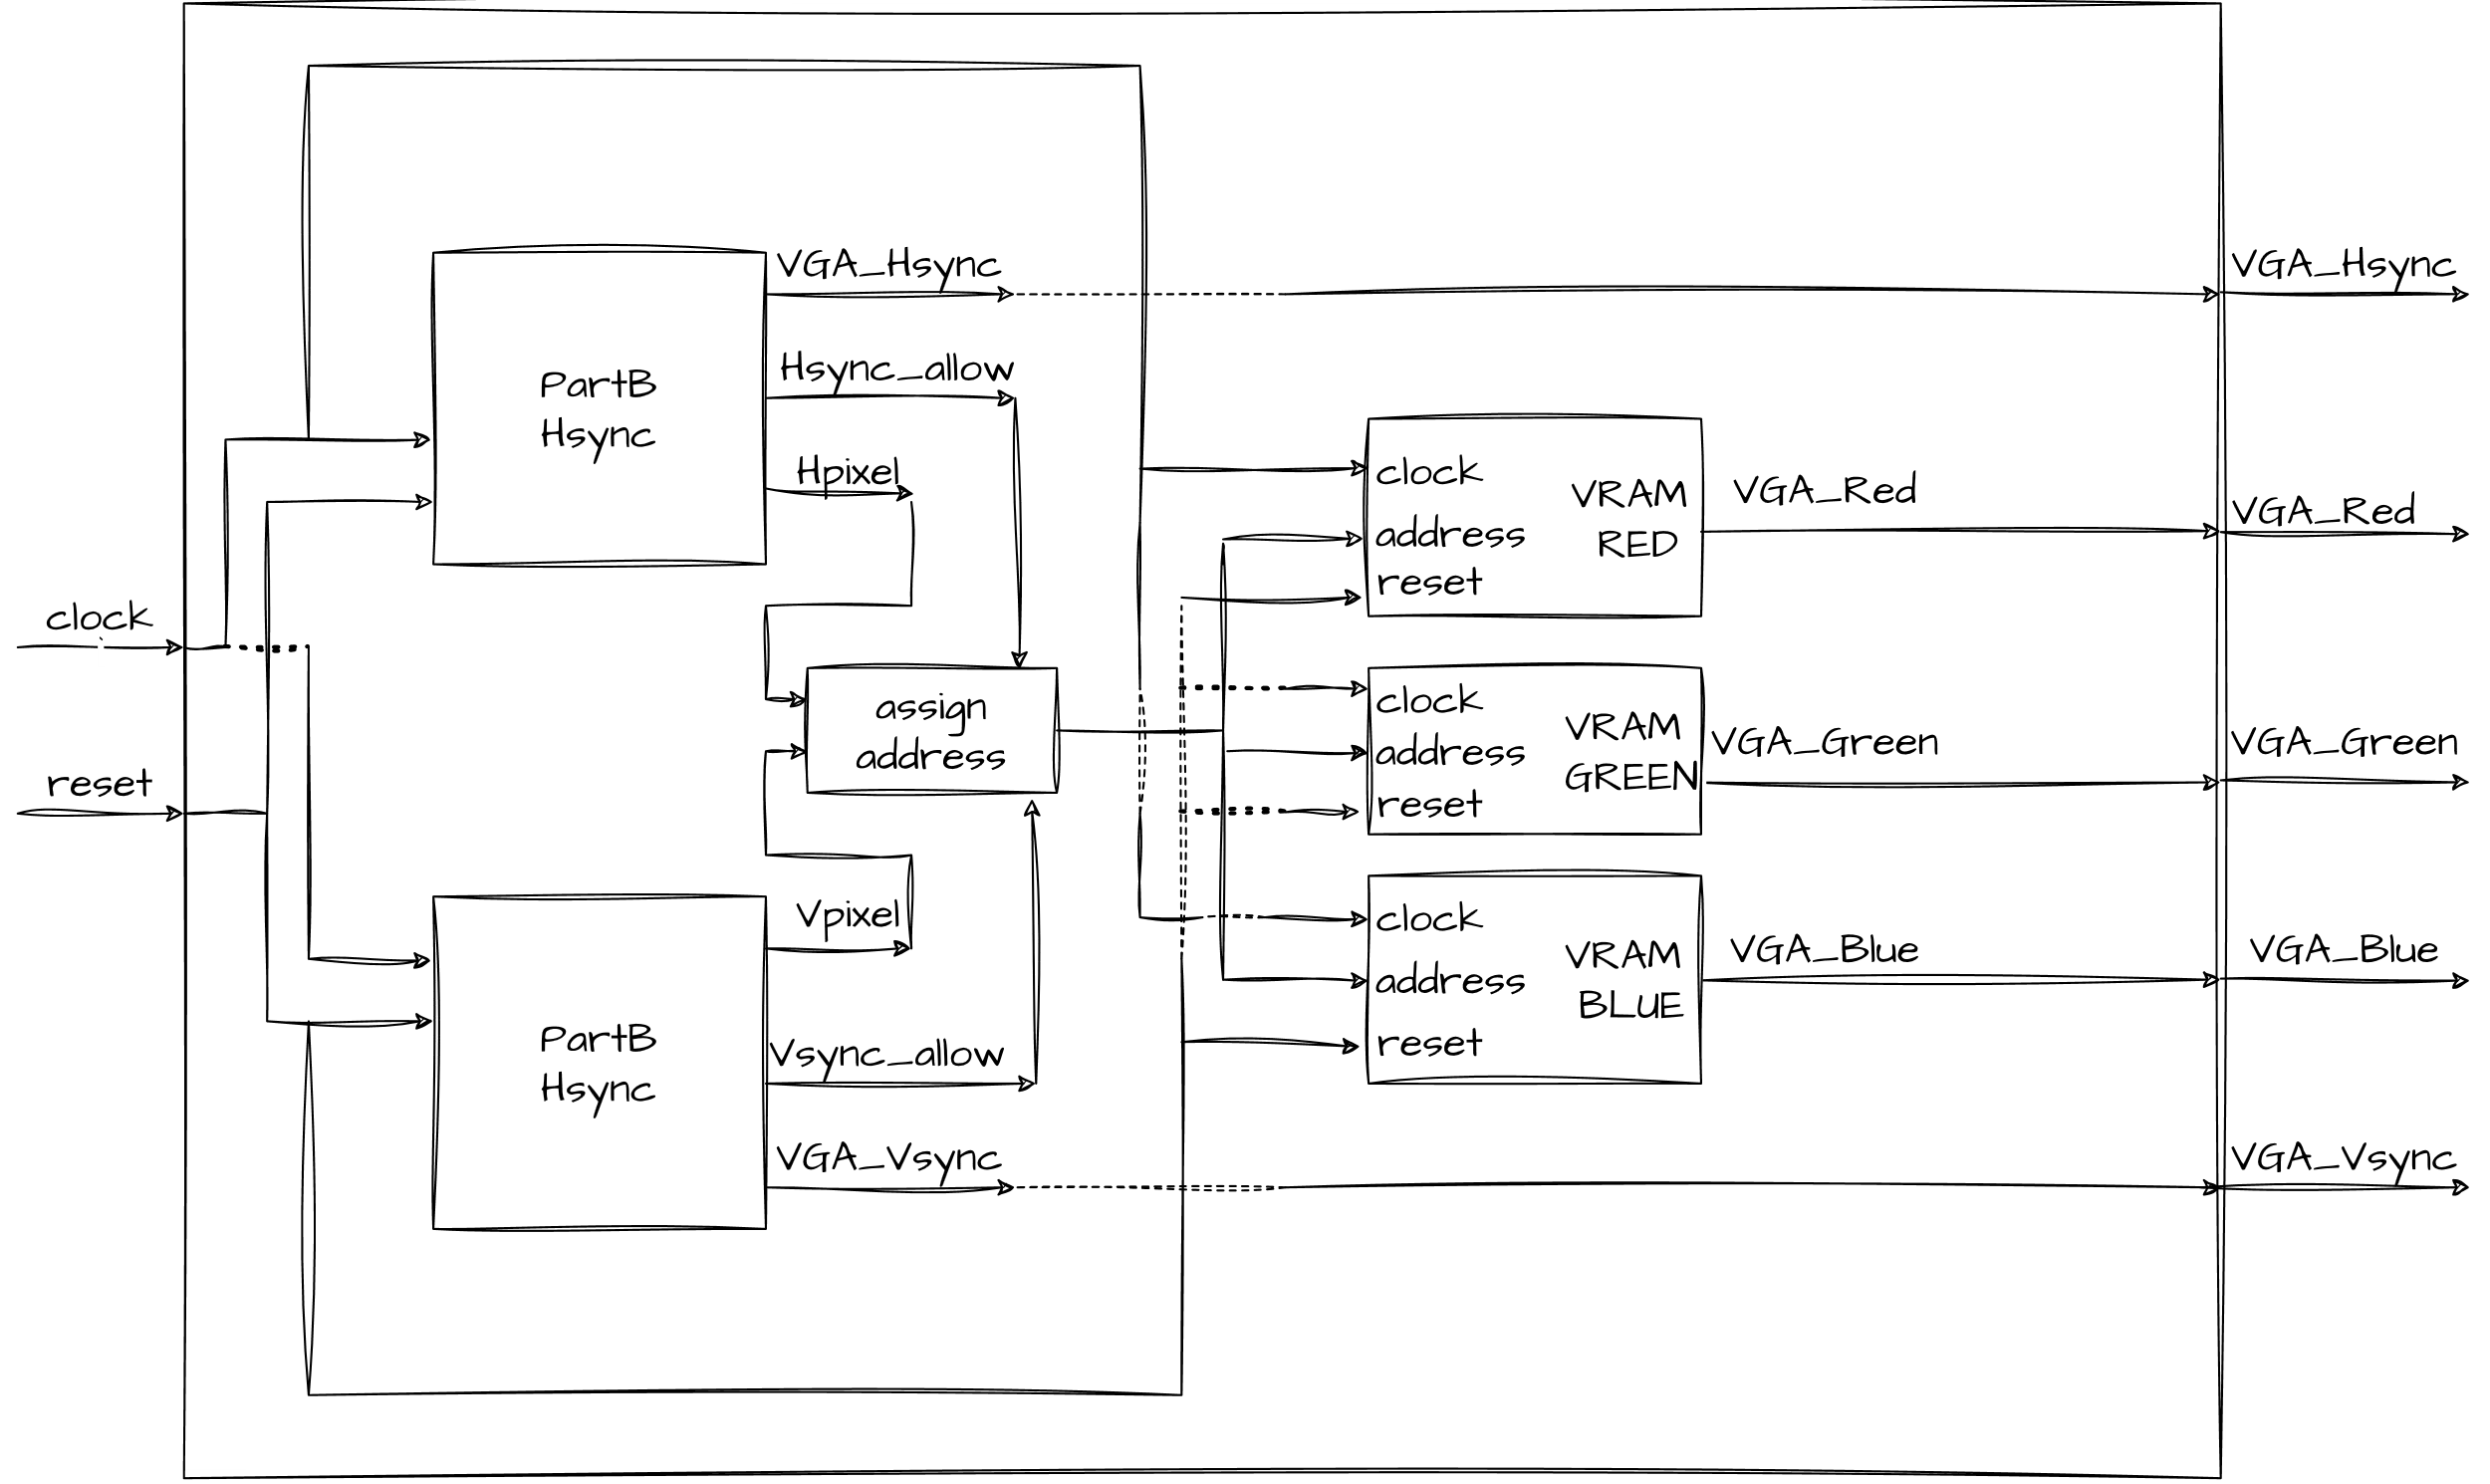 VGA_Hsync
VGA_Hsync
Hsync_allow
PartB
Hsync
Hpixel
clock
VRAM
RED
address
reset
VGA_Red
VGA_Red
clock
reset
assign
address
clock
VRAM
GREEN
address
reset
VGA_Green
VGA_Green
Vpixel
clock
VRAM
BLUE
address
reset
VGA_Blue
VGA_Blue
PartB
Hsync
Vsync_allow
VGA_Vsync
VGA_Vsync